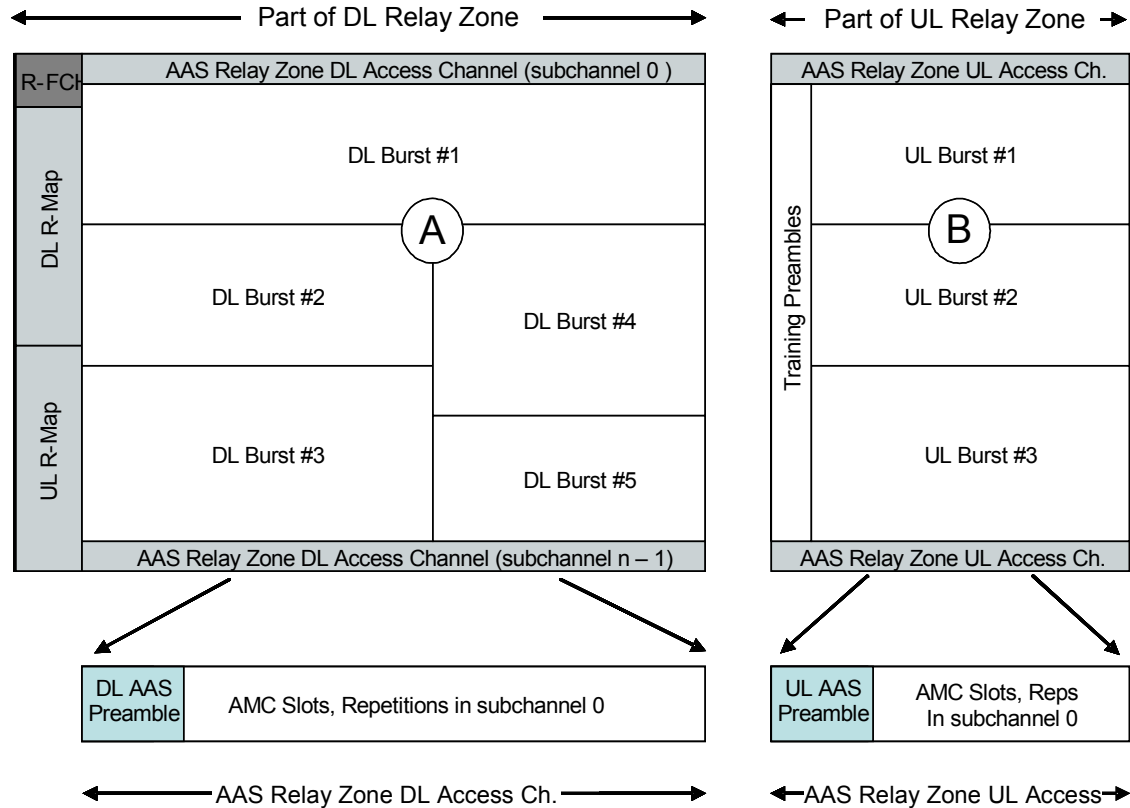 Part of DL Relay Zone
Part of UL Relay Zone
R-FCH
AAS Relay Zone DL Access Channel (subchannel 0 )
AAS Relay Zone UL Access Ch.
DL R-Map
UL R-Map
DL Burst #1
A
DL Burst #2
DL Burst #4
DL Burst #3
DL Burst #5
Training Preambles
UL Burst #1
B
UL Burst #2
UL Burst #3
AAS Relay Zone DL Access Channel (subchannel n – 1)
AAS Relay Zone UL Access Ch.
DL AAS
Preamble
AMC Slots, Repetitions in subchannel 0
UL AAS
Preamble
AMC Slots, Reps
In subchannel 0
AAS Relay Zone DL Access Ch.
AAS Relay Zone UL Access